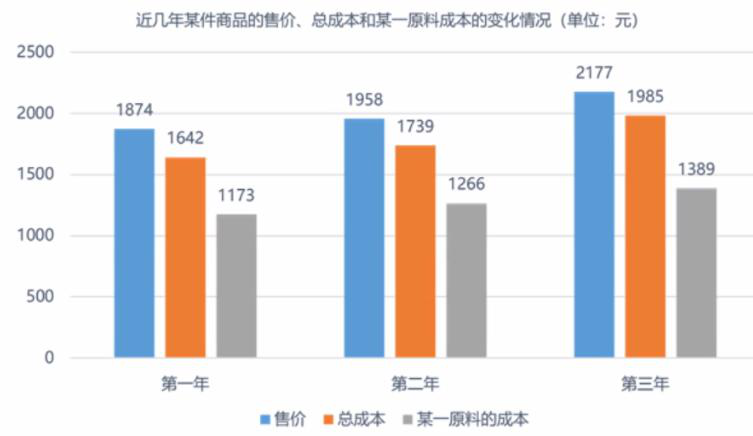 近几年某件商品的售价、总成本和某一原料成本的变化情况（单位：元）
2500
2000
1500
1000
500
0
1874
1642
1173
1958
1739
1266
2177
1985
1389
第一年
第二年
第三年
售价
总成本
某一原料的成本